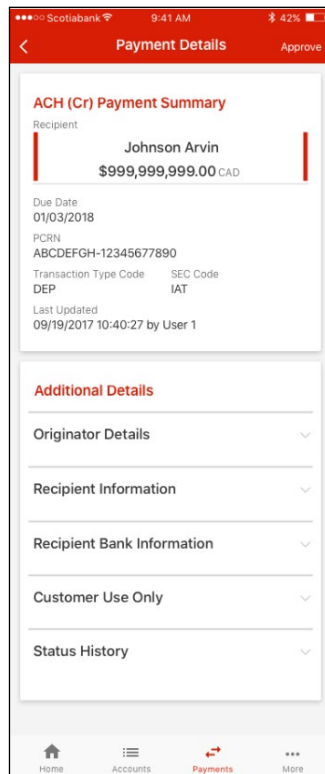 Scotiabank 9:41 AM 42%
Payment Details Approve
ACH (Cr) Payment Summary
Recipient
Johnson Arvin
$999,999,999.00 CAD
Due Date
01/03/2018
PCRN
ABCDEFGH-12345677890
Transaction Type Code SEC Code
DEP IAT
Last Updated
09/19/2017 10:40:27 by User 1
Additional Details
Originator Details
Recipient Information
Recipient Bank Information
Customer Use Only
Status History
Home Accounts Payments More